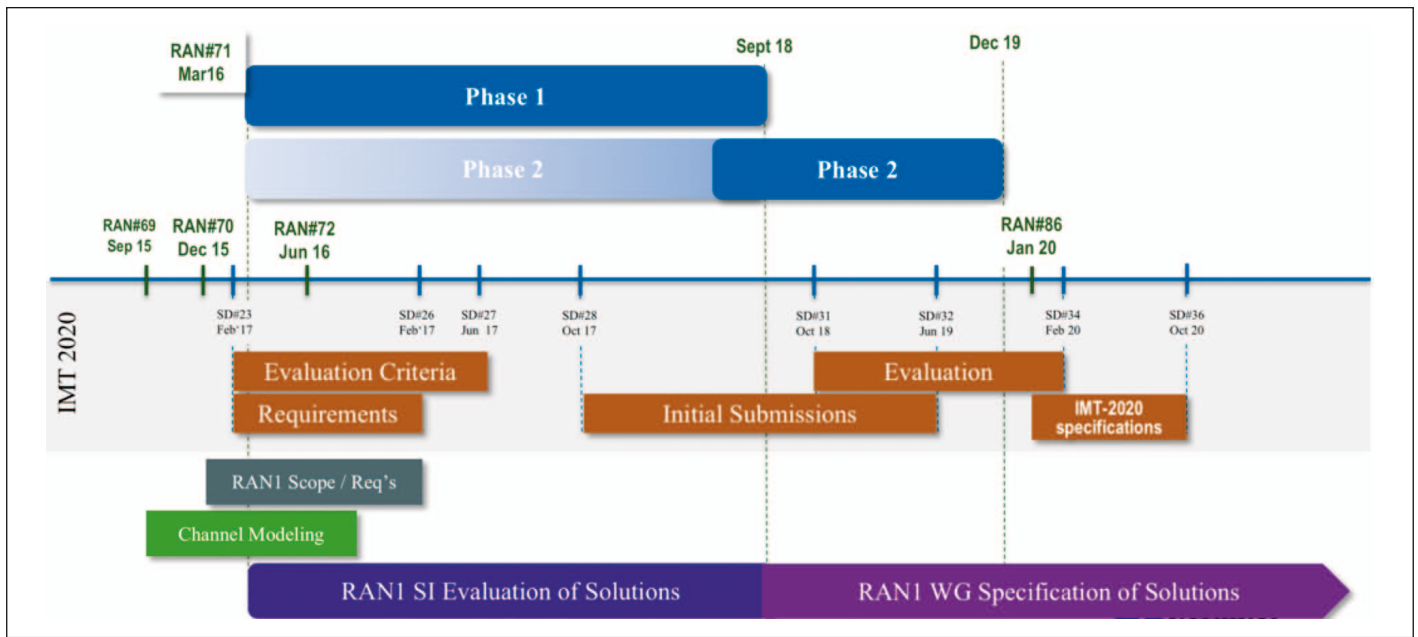 RAN#71
Mar16
Sept 18
Dec 19
Phase 1
Phase 2
Phase 2
RAN#69
Sep 15
RAN#70
Dec 15
RAN#72
Jun 16
RAN#86
Jan 20
IMT 2020
SD#23
Feb'17
SD#26
Feb'17
SD#27
Jun 17
SD#28
Oct 17
SD#31
Oct 18
SD#32
Jun 19
SD#34
Feb 20
SD#36
Oct 20
Evaluation Criteria
Evaluation
Requirements
Initial Submissions
IMT-2020
specifications
RAN1 Scope / Req's
Channel Modeling
RAN1 SI Evaluation of Solutions
RAN1 WG Specification of Solutions